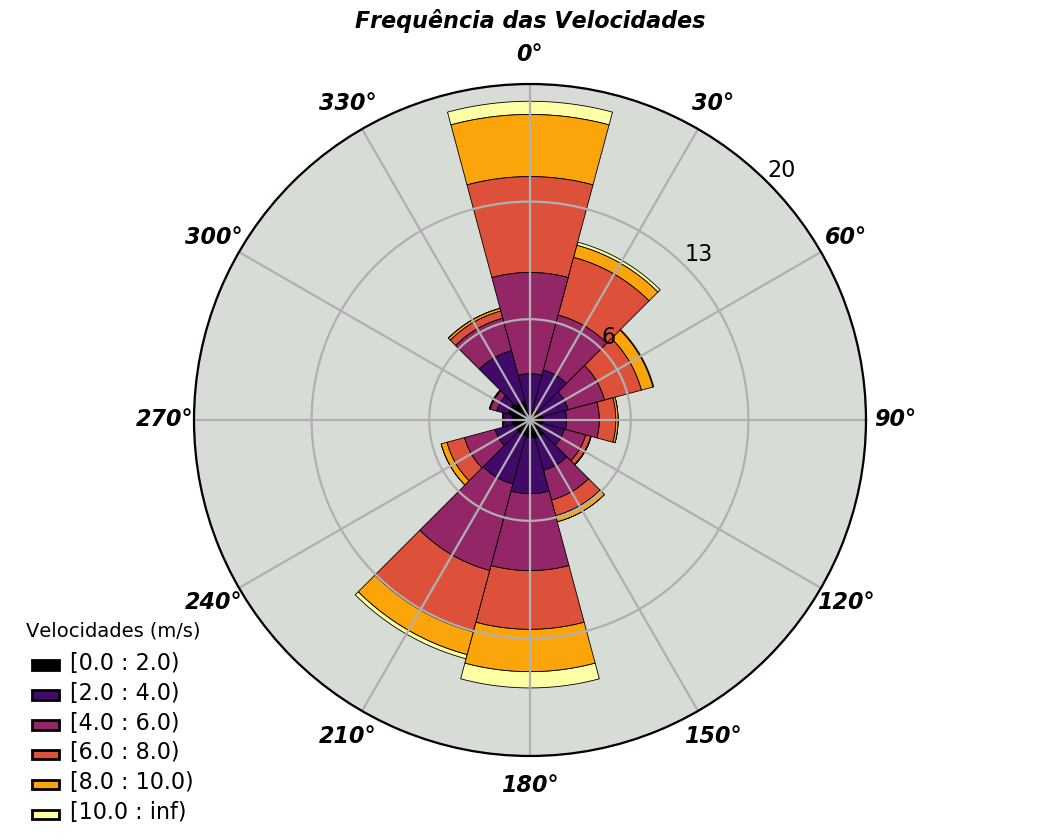 Frequência das Velocidades
0°
330°
30°
20
300°
60°
13
6
270°
90°
240°
120°
210°
150°
180°
Velocidades (m/s)
[0.0 : 2.0)
[2.0 : 4.0)
[4.0 : 6.0)
[6.0 : 8.0)
[8.0 : 10.0)
[10.0 : inf)